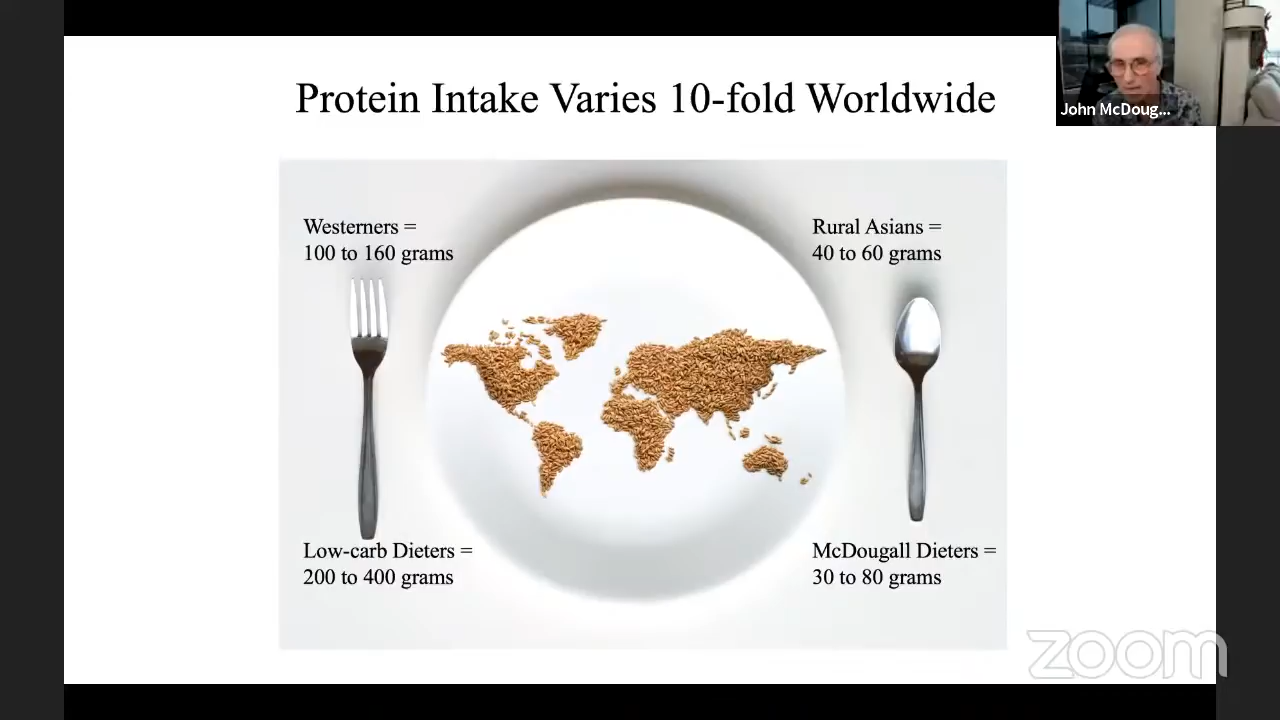 Protein Intake Varies 10-fold Worldwide
John McDoug...
Westerners =
100 to 160 grams
Rural Asians =
40 to 60 grams
Low-carb Dieters =
200 to 400 grams
McDougall Dieters =
30 to 80 grams
zoom